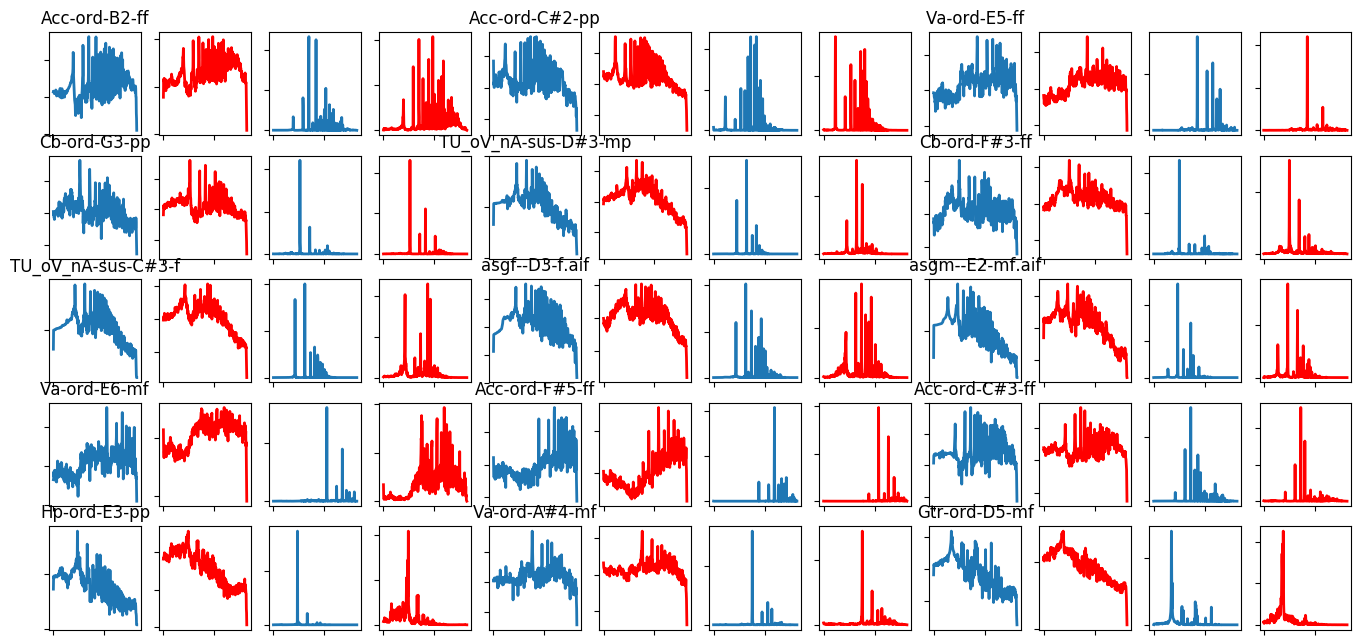 Acc-ord-B2-ff
Acc-ord-C#2-pp
Va-ord-E5-ff
Cb-ord-G3-pp
TU_oV_nA-sus-D#3-mp
Cb-ord-F#3-ff
TU_oV_nA-sus-C#3-f
asgf--D3-f.aif
asgm--E2-mf.aif
Va-ord-E6-mf
Acc-ord-F#5-ff
Acc-ord-C#3-ff
Hp-ord-E3-pp
Va-ord-A#4-mf
Gtr-ord-D5-mf